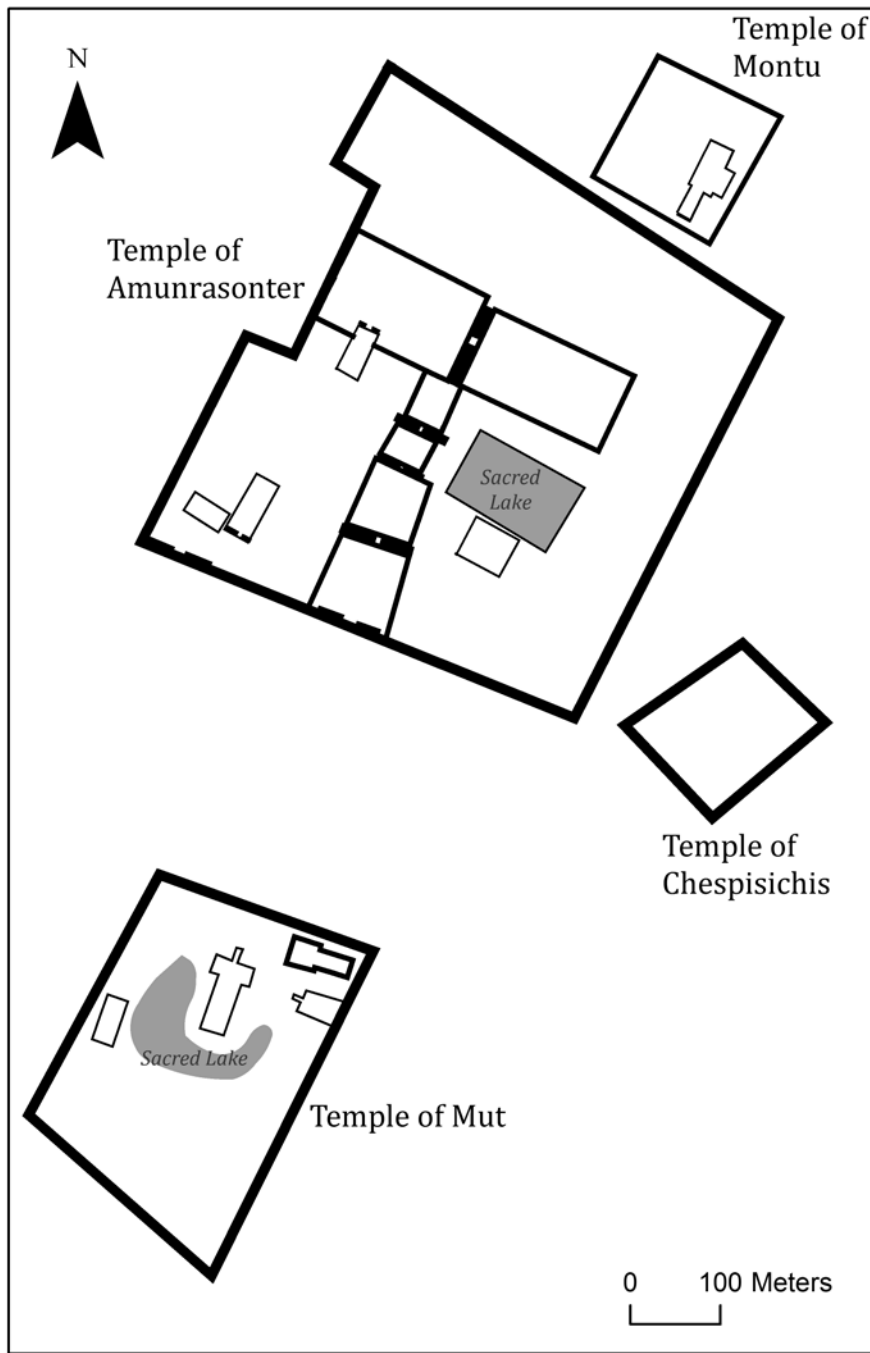 Temple of
Montu
N
Temple of
Amunrasonter
Sacred
Lake
Temple of
Chespisichis
Sacred Lake
Temple of Mut
0 100 Meters